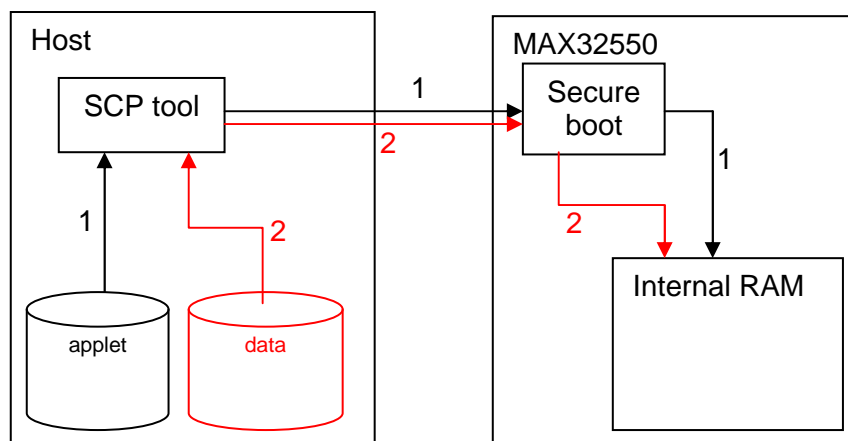 Host
MAX32550
SCP tool
1
2
Secure
boot
1
2
1
2
Internal RAM
applet
data